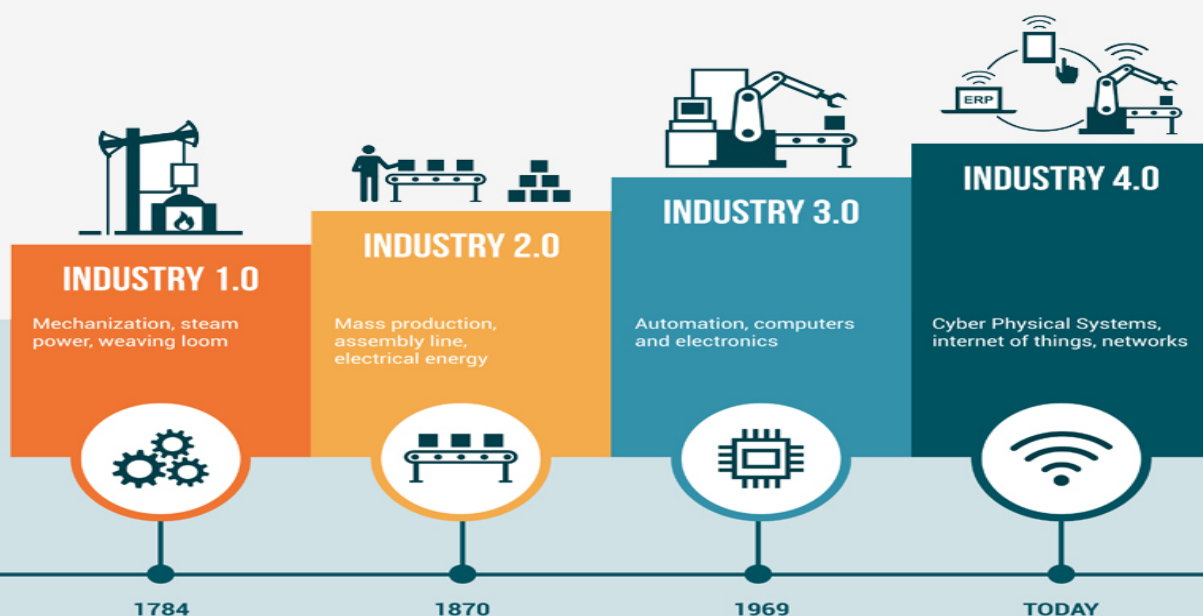 ERP
INDUSTRY 1.0
Mechanization, steam
power, weaving loom
INDUSTRY 2.0
Mass production,
assembly line,
electrical energy
INDUSTRY 3.0
Automation, computers
and electronics
INDUSTRY 4.0
Cyber Physical Systems,
internet of things, networks
1784
1870
1969
TODAY